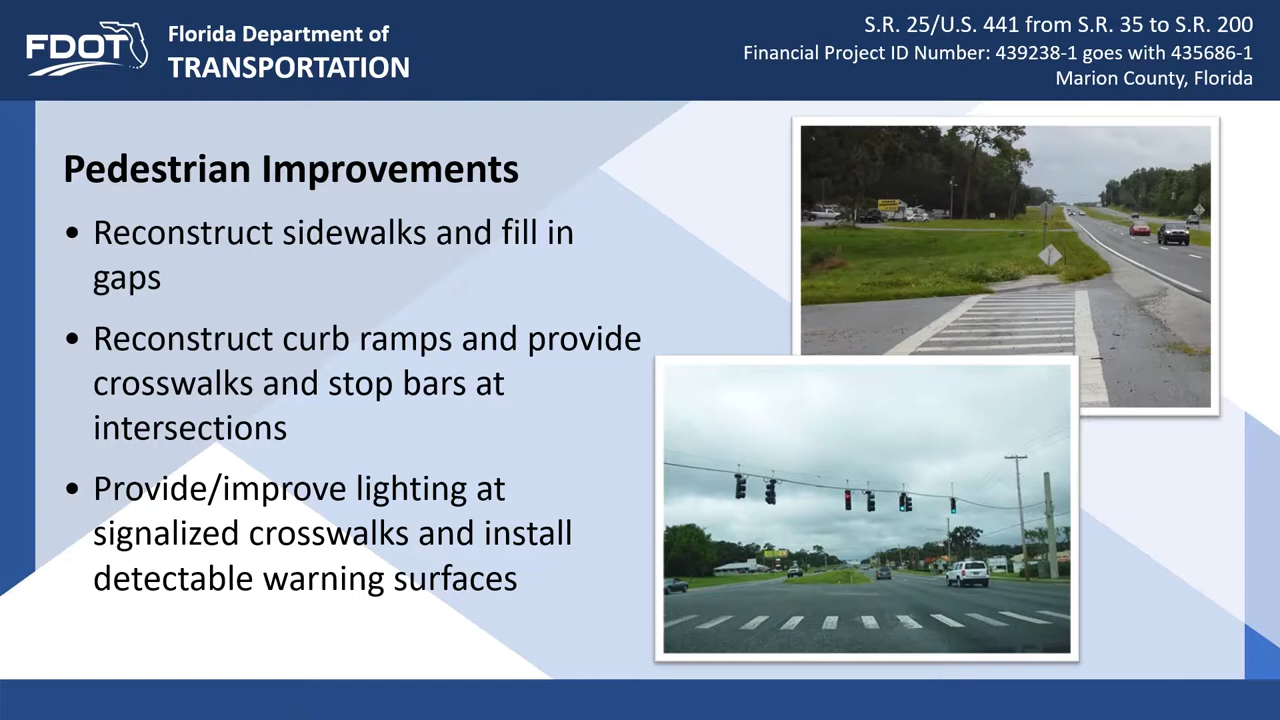 FDOT
Florida Department of
TRANSPORTATION
S.R. 25/U.S. 441 from S.R. 35 to S.R. 200
Financial Project ID Number: 439238-1 goes with 435686-1
Marion County, Florida
Pedestrian Improvements
• Reconstruct sidewalks and fill in
gaps
• Reconstruct curb ramps and provide
crosswalks and stop bars at
intersections
• Provide/improve lighting at
signalized crosswalks and install
detectable warning surfaces